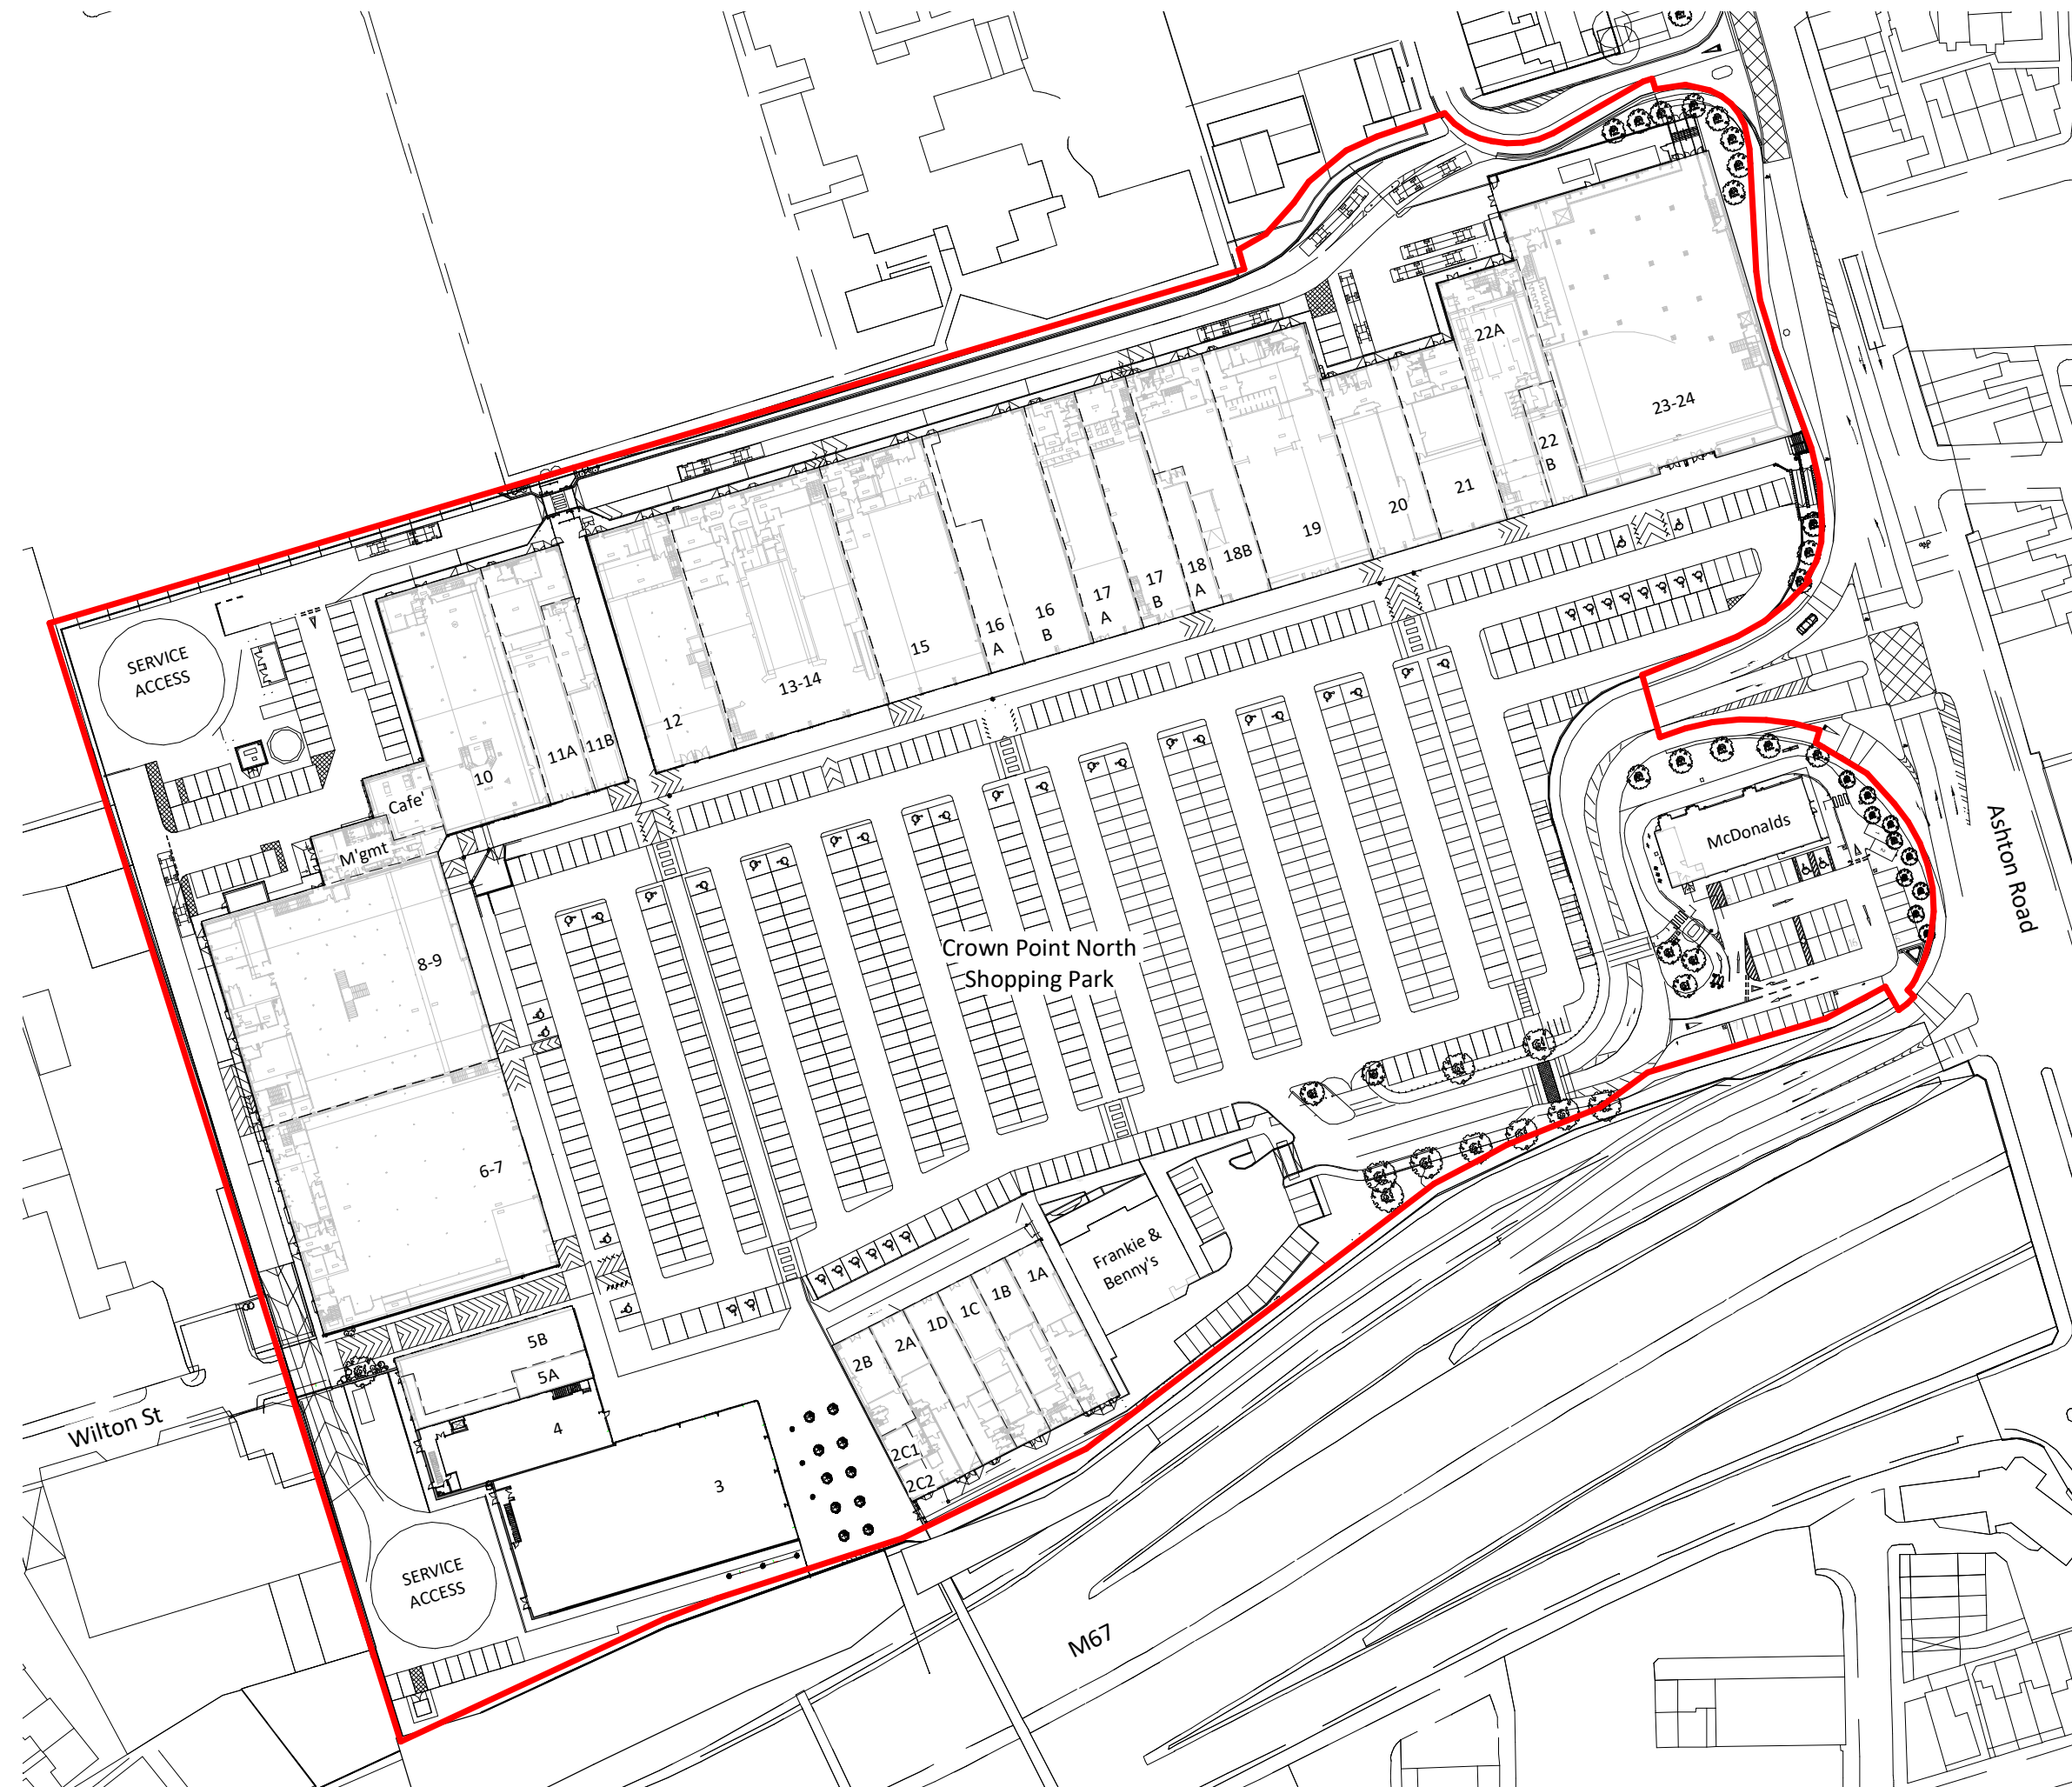 22A
23-24
22
B
21
20
19
18B
18
A
17
B
17
A
16
B
16
A
15
13-14
12
11B
11A
10
SERVICE
ACCESS
Cafe'
M'gmt
8-9
6-7
Crown Point North
Shopping Park
McDonalds
Ashton Road
Frankie &
Benny's
1A
1B
1C
1D
2A
2B
2C1
2C2
5B
5A
4
3
Wilton St
SERVICE
ACCESS
M67